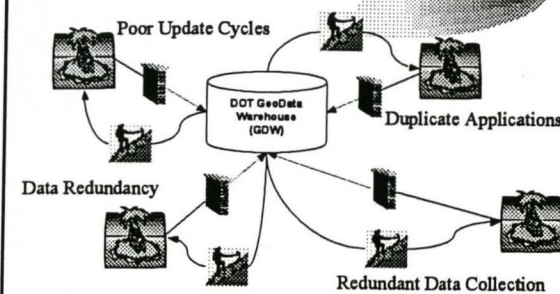 Poor Update Cycles
DOT GeoData
Warehouse
(GDW)
Duplicate Applications
Data Redundancy
Redundant Data Collection